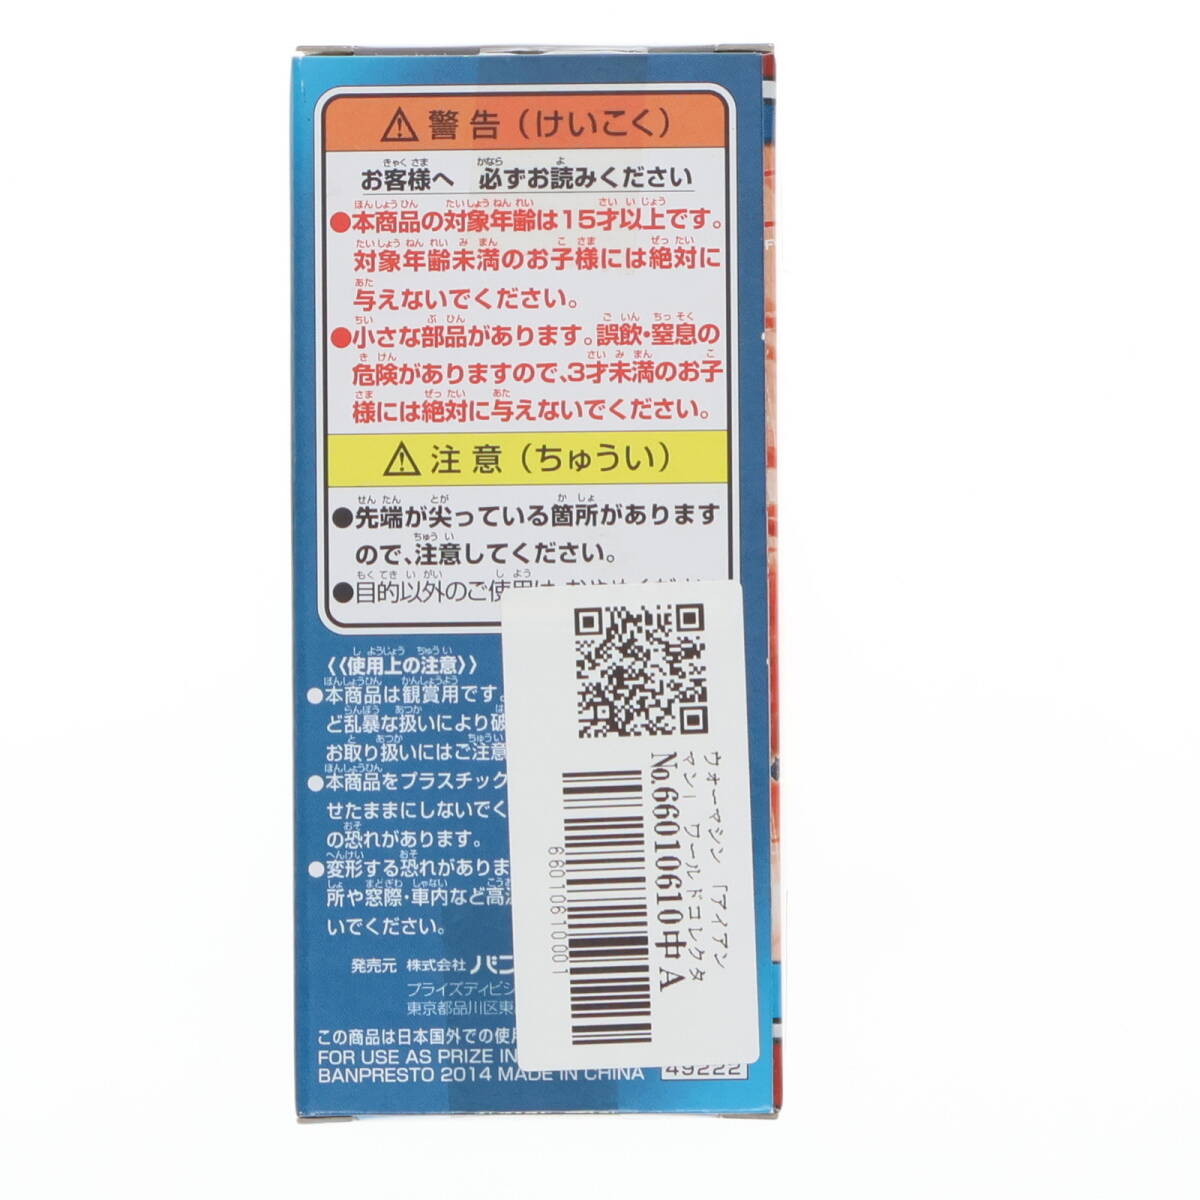 ⚠警告（けいこく）
お客様へ 必ずお読みください
●本商品の対象年齢は15才以上です。
対象年齢未満のお子様には絶対に
与えないでください。
●小さな部品があります。誤飲・窒息の
危険がありますので、3才未満のお子
様には絶対に与えないでください。
⚠注意（ちゅうい）
●先端が尖っている箇所があります
ので、注意してください。
●目的以外のご使用は、おやめください
《使用上の注意》
●本商品は観賞用です。
ど乱暴な扱いにより破
お取り扱いにはご注意
●本商品をプラスチック
せたままにしないでく
の恐れがあります。
●変形する恐れがありま
所や窓際・車内など高温
いでください。
発売元 株式会社 バン
プライズディビジ
東京都品川区東
この商品は日本国外での使用
FOR USE AS PRIZE IN
BANPRESTO 2014 MADE IN CHINA
49222
ウォーマシン 「アイアン
マン」 ワールドコレクタ
No.66010610中 A
66010610001